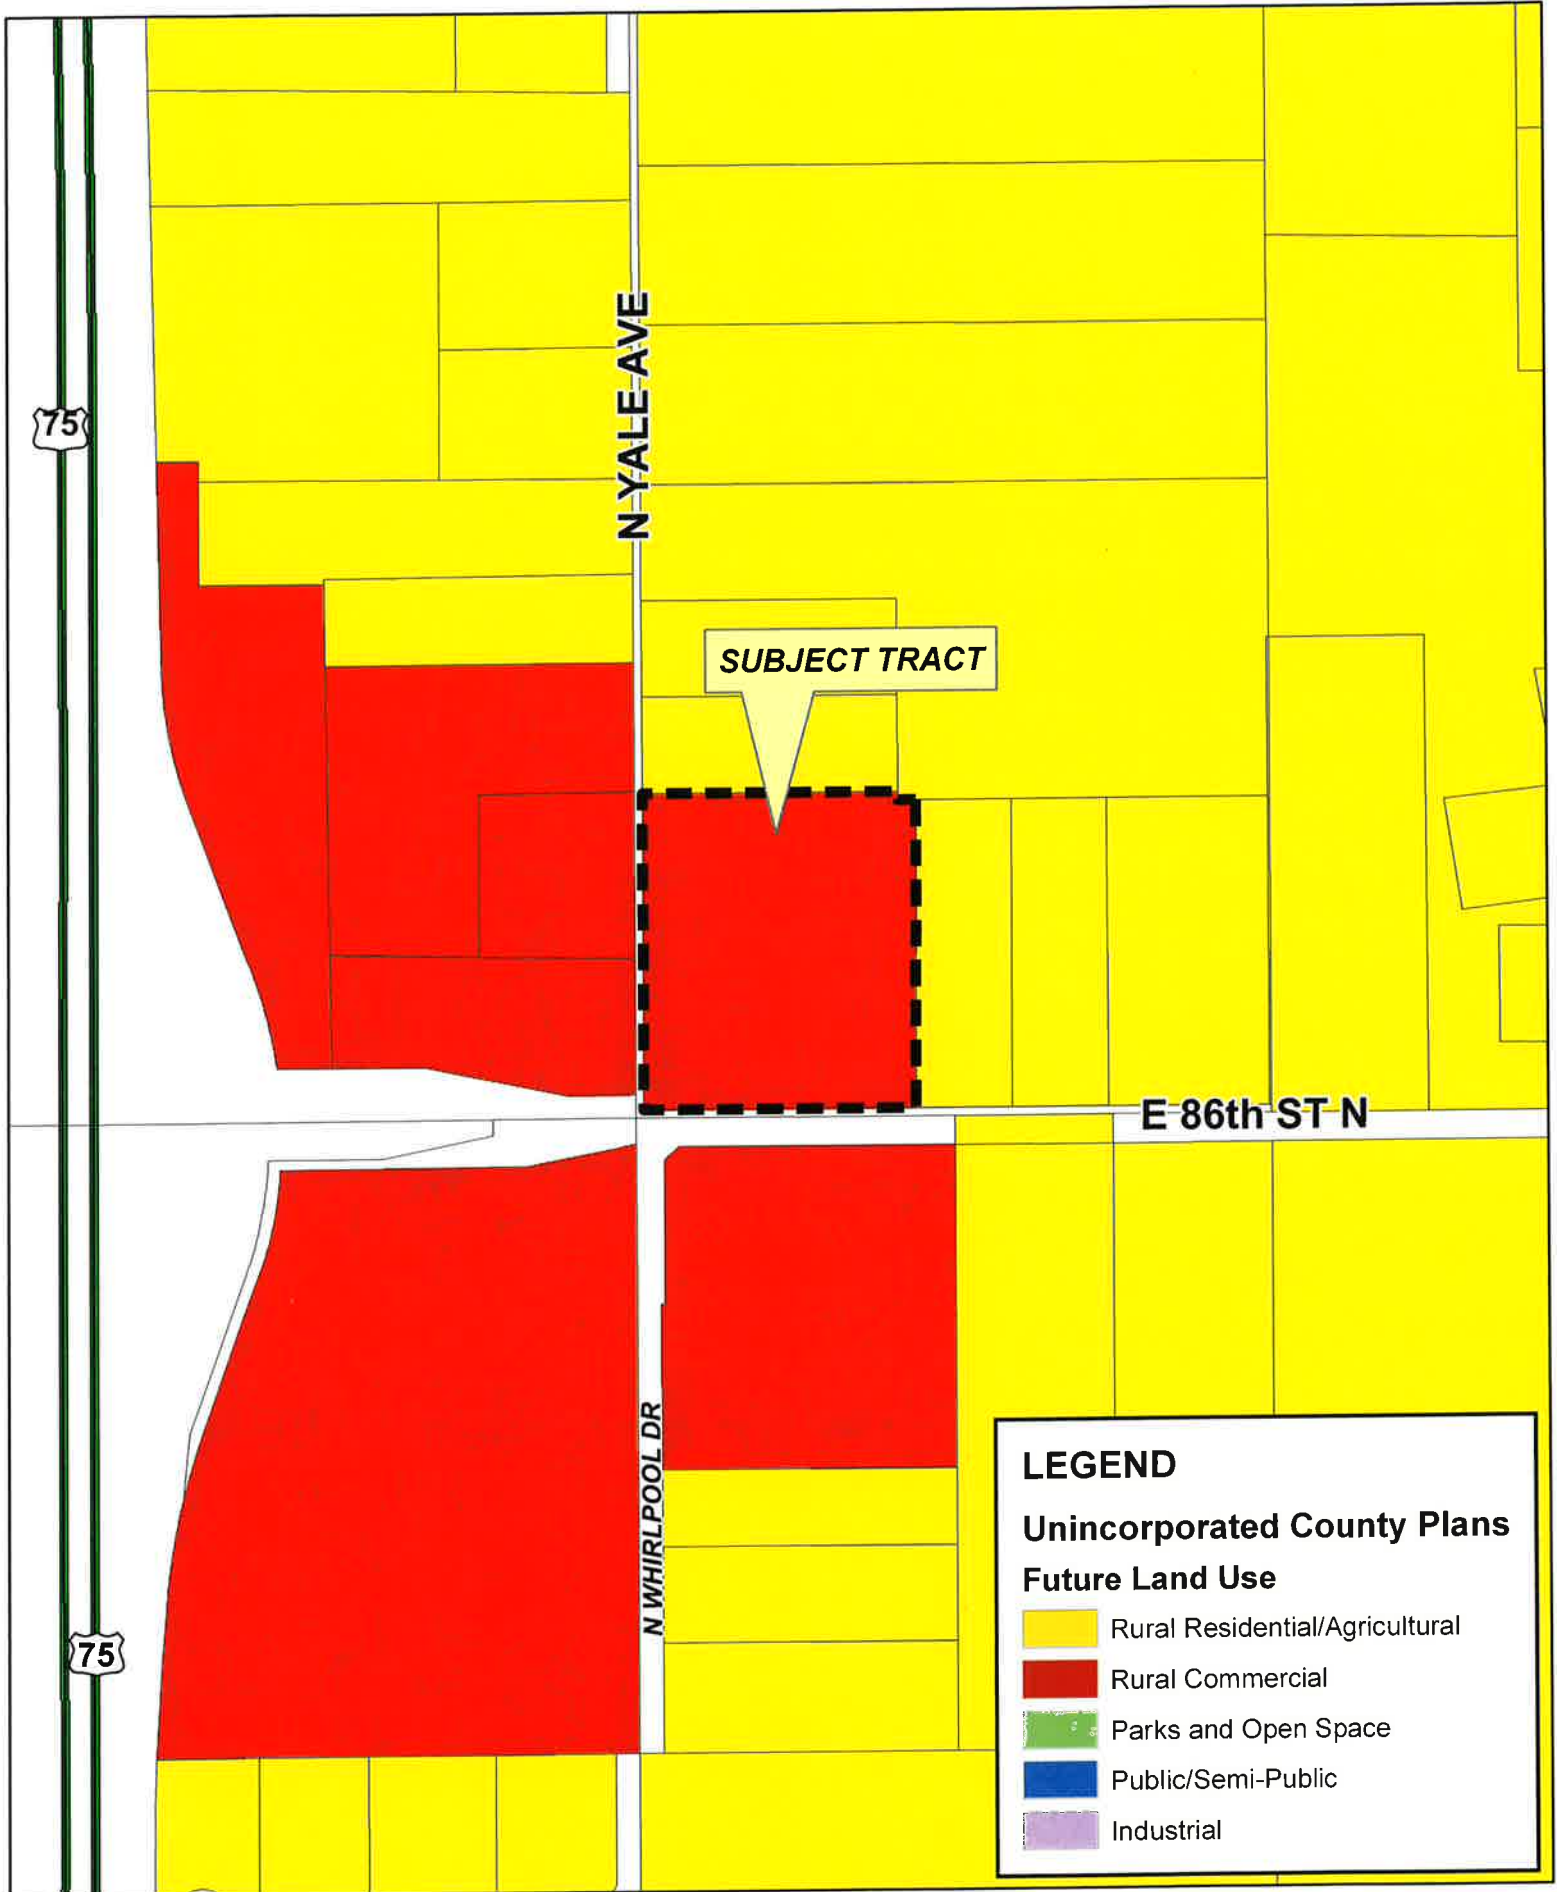 75
N YALE AVE
SUBJECT TRACT
E 86th ST N
N WHIRLPOOL DR
75
LEGEND
Unincorporated County Plans
Future Land Use
Rural Residential/Agricultural
Rural Commercial
Parks and Open Space
Public/Semi-Public
Industrial